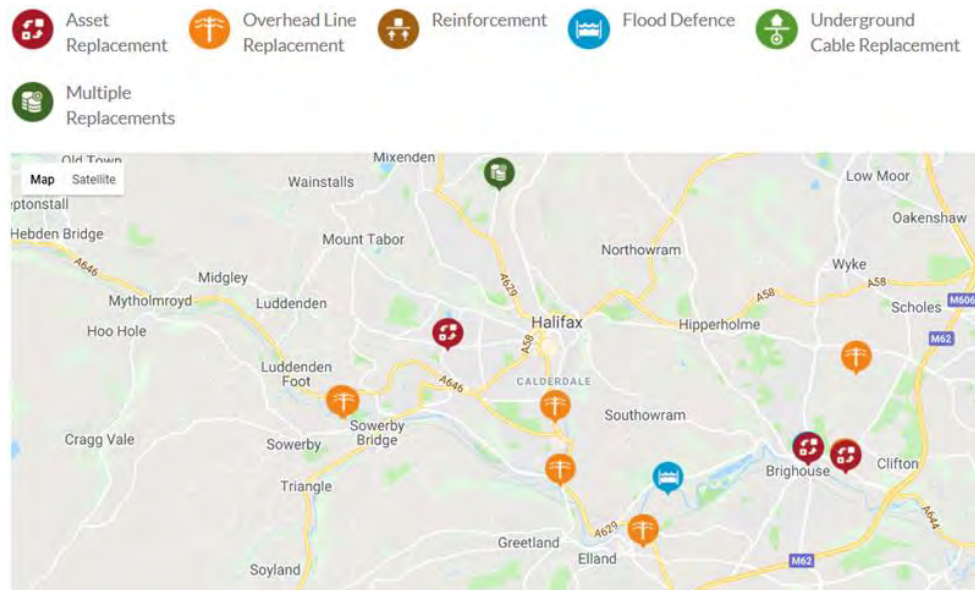 Asset
Replacement
Overhead Line
Replacement
Reinforcement
Flood Defence
Underground
Cable Replacement
Multiple
Replacements
Old Town
Mixenden
Map Satellite
Wainstalls
Low Moor
eptonstall
Oakenshaw
Hebden Bridge
Mount Tabor
Northowram
A646
Midgley
A629
Wyke
Mytholmroyd
Luddenden
A58
A58
Scholes
M606
Hoo Hole
Halifax
Hipperholme
M62
A58
Luddenden
Foot
A646
CALDERDALE
Southowram
Cragg Vale
Sowerby
Sowerby
Bridge
Brighouse
Clifton
Triangle
A644
A629
Greetland
Elland
M62
Soyland